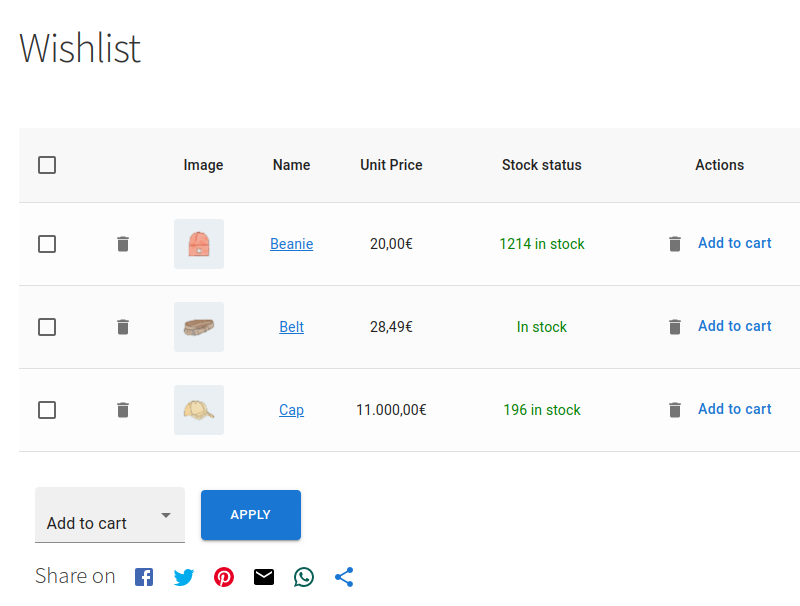 Wishlist
Image Name Unit Price Stock status Actions
Beanie 20,00€ 1214 in stock Add to cart
Belt 28,49€ In stock Add to cart
Cap 11.000,00€ 196 in stock Add to cart
Add to cart APPLY
Share on